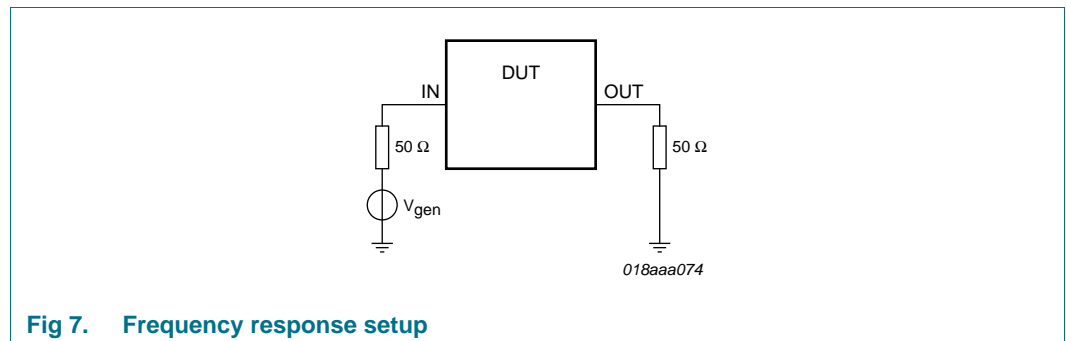 DUT
IN
OUT
50 Ω
50 Ω
Vgen
018aaa074
Fig 7. Frequency response setup